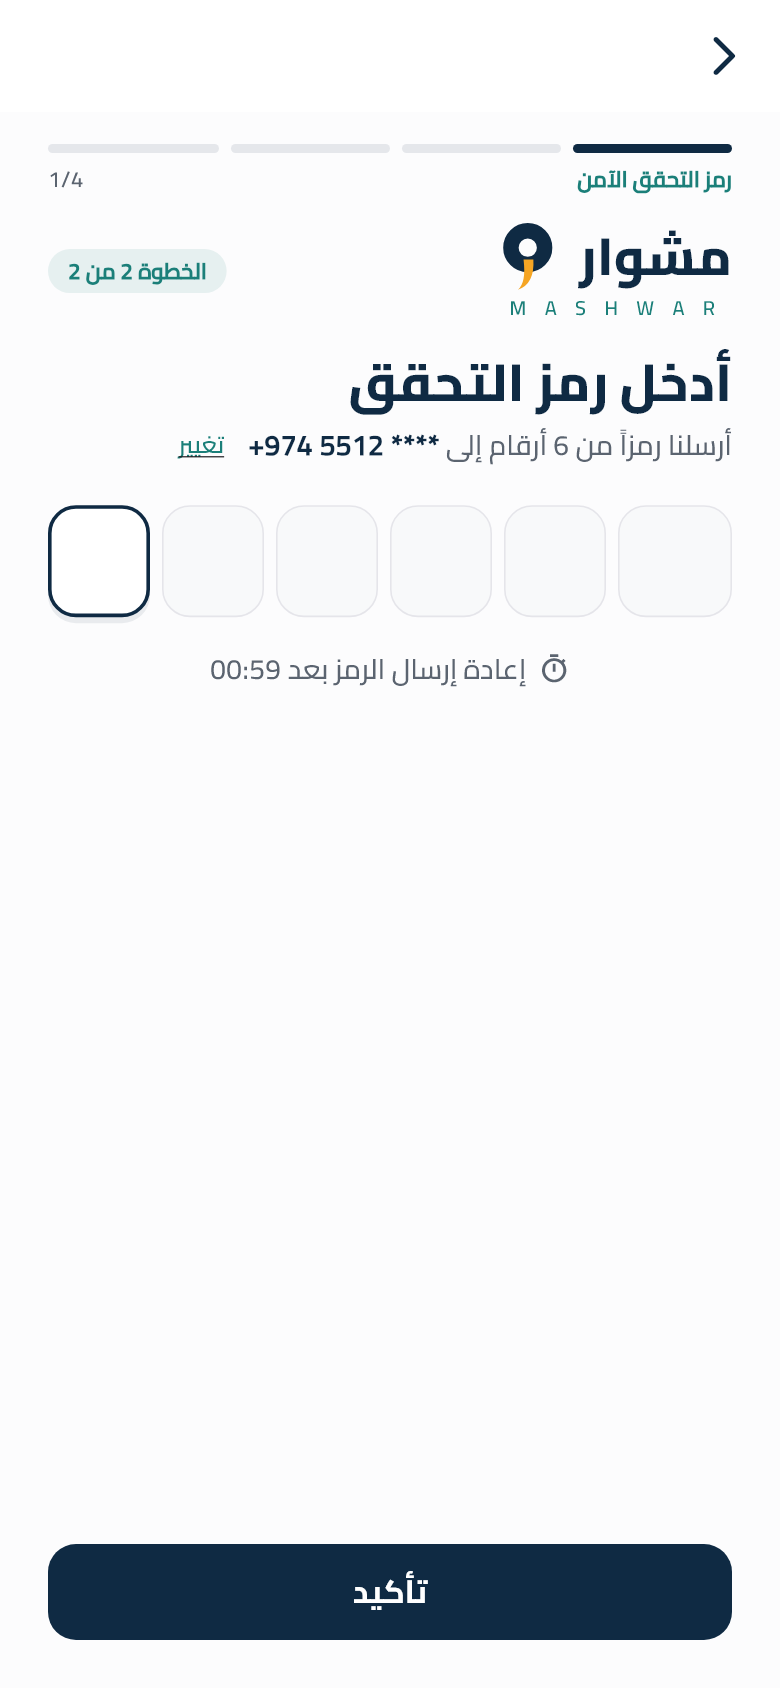 رمز التحقق الآمن 1/4
مشوار
MASHWAR
الخطوة 2 من 2
أدخل رمز التحقق
أرسلنا رمزاً من 6 أرقام إلى +974 5512 **** تغيير
إعادة إرسال الرمز بعد 00:59
تأكيد